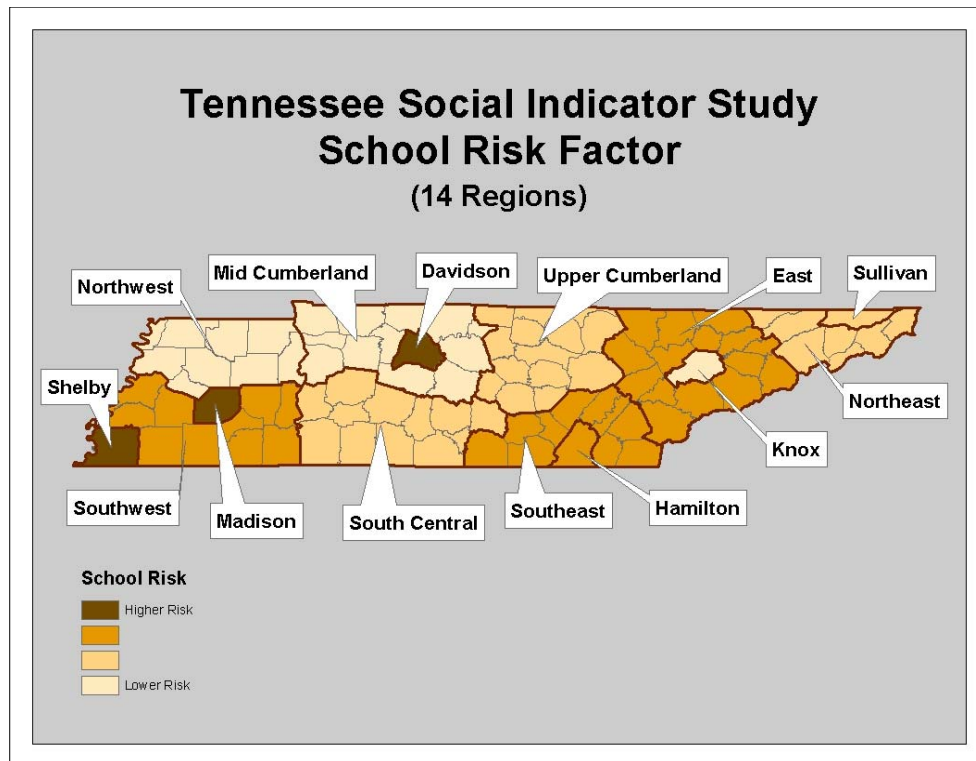 Tennessee Social Indicator Study
School Risk Factor
(14 Regions)
Northwest
Mid Cumberland
Davidson
Upper Cumberland
East
Sullivan
Shelby
Northeast
Knox
Southwest
Madison
South Central
Southeast
Hamilton
School Risk
Higher Risk
Lower Risk